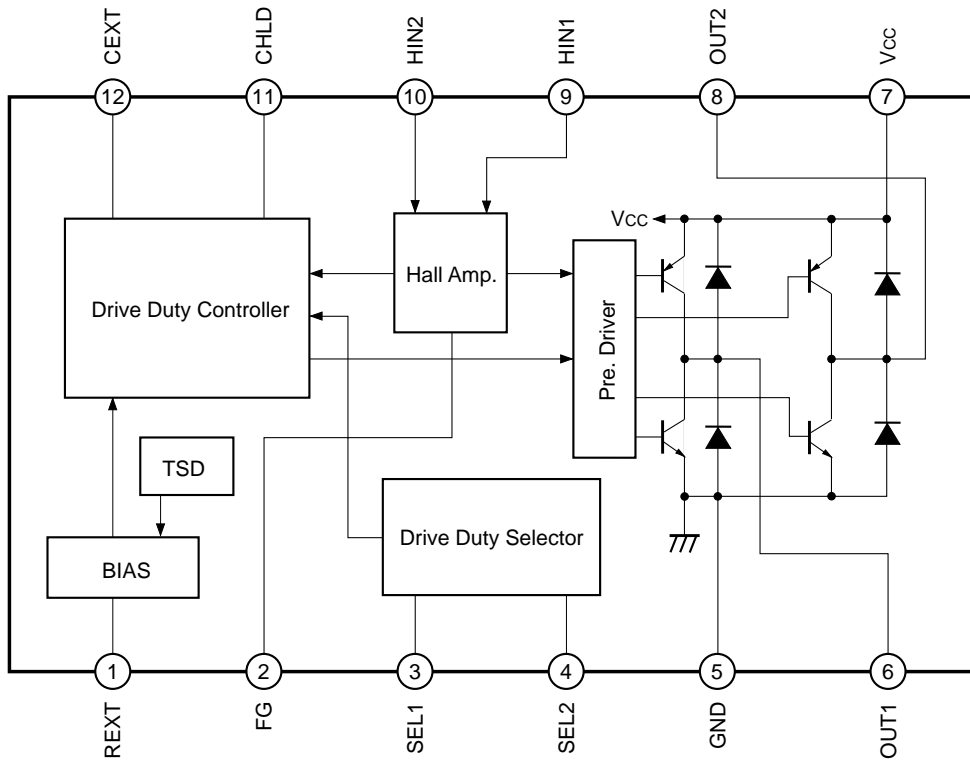 CEXT
CHLD
HIN2
HIN1
OUT2
VCC
12
11
10
9
8
7
VCC
Hall Amp.
Drive Duty Controller
Pre. Driver
TSD
Drive Duty Selector
BIAS
1
2
3
4
5
6
REXT
FG
SEL1
SEL2
GND
OUT1